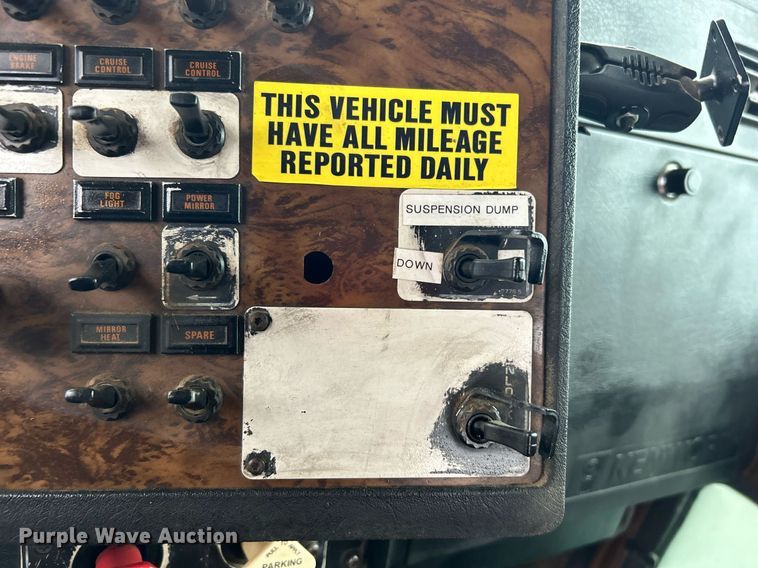 ENGINE
BRAKE
CRUISE
CONTROL
CRUISE
CONTROL
THIS VEHICLE MUST
HAVE ALL MILEAGE
REPORTED DAILY
FOG
LIGHT
POWER
MIRROR
SUSPENSION DUMP
DOWN
MIRROR
HEAT
SPARE
Purple Wave Auction
PARKING